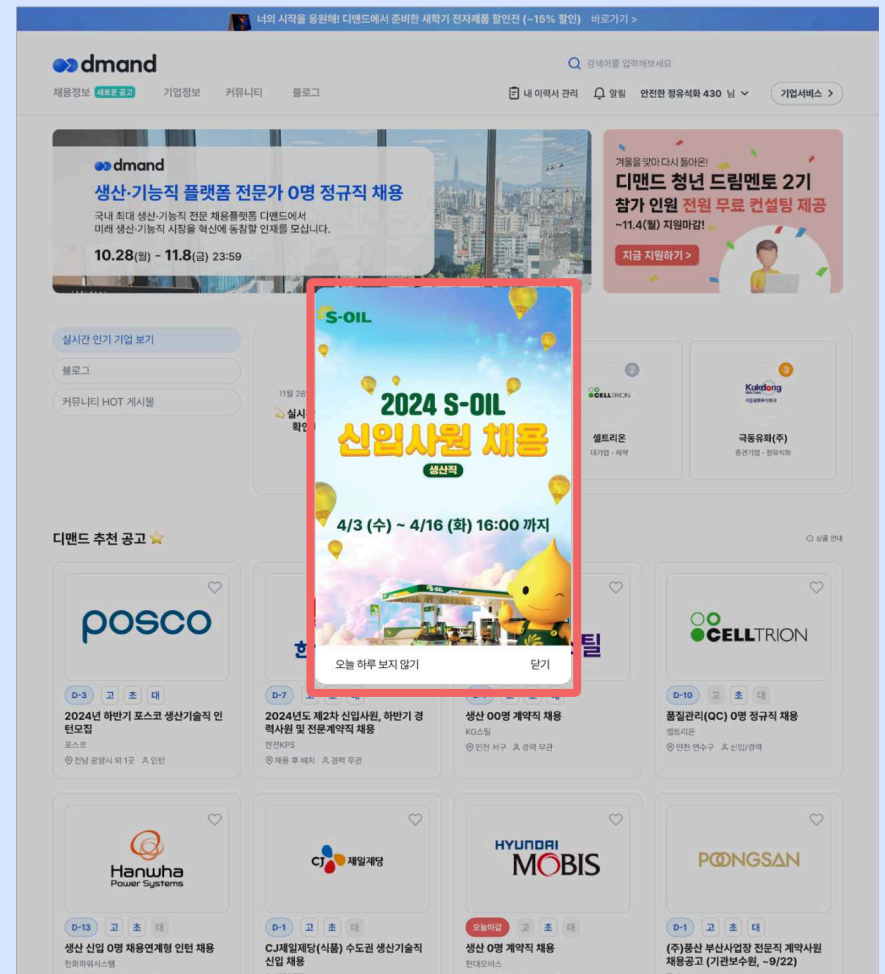 너의 시작을 응원해! 디맨드에서 준비한 새학기 전자제품 할인전 (~15% 할인) 바로가기 >
dmand
검색어를 입력해보세요
채용정보 새로운 공고 기업정보 커뮤니티 블로그
내 이력서 관리 알림 안전한 정유석화 430 님 기업서비스 >
dmand
생산·기능직 플랫폼 전문가 0명 정규직 채용
국내 최대 생산·기능직 전문 채용플랫폼 디맨드에서
미래 생산·기능직 시장을 혁신에 동참할 인재를 모십니다.
10.28(월) - 11.8(금) 23:59
겨울을 맞아 다시 돌아온!
디맨드 청년 드림멘토 2기
참가 인원 전원 무료 컨설팅 제공
~11.4(월) 지원마감!
지금 지원하기 >
실시간 인기 기업 보기
블로그
커뮤니티 HOT 게시물
11월 28
실시
확인
S-OIL
2024 S-OIL
신입사원 채용
생산직
4/3 (수) ~ 4/16 (화) 16:00 까지
S-OIL
오늘 하루 보지 않기 닫기
2
CELLTRION
셀트리온
대기업 · 제약
3
Kukdong
극동유화(주)
중견기업 · 정유석화
디맨드 추천 공고
상품 안내
posco
D-3 고 초 대
2024년 하반기 포스코 생산기술직 인
턴모집
포스코
전남 광양시 외 1곳 인턴
한
D-7
2024년도 제2차 신입사원, 하반기 경
력사원 및 전문계약직 채용
한전KPS
채용 후 배치 경력 무관
틸
생산 00명 계약직 채용
KG스틸
인천 서구 경력 무관
CELLTRION
D-10 고 초 대
품질관리(QC) 0명 정규직 채용
셀트리온
인천 연수구 신입/경력
Hanwha
Power Systems
D-13 고 초 대
생산 신입 0명 채용연계형 인턴 채용
한화파워시스템
CJ 제일제당
D-1 고 초 대
CJ제일제당(식품) 수도권 생산기술직
신입 채용
HYUNDAI
MOBIS
오늘마감 고 초 대
생산 0명 계약직 채용
현대모비스
POONGSAN
D-1 고 초 대
(주)풍산 부산사업장 전문직 계약사원
채용공고 (기관보수원, ~9/22)